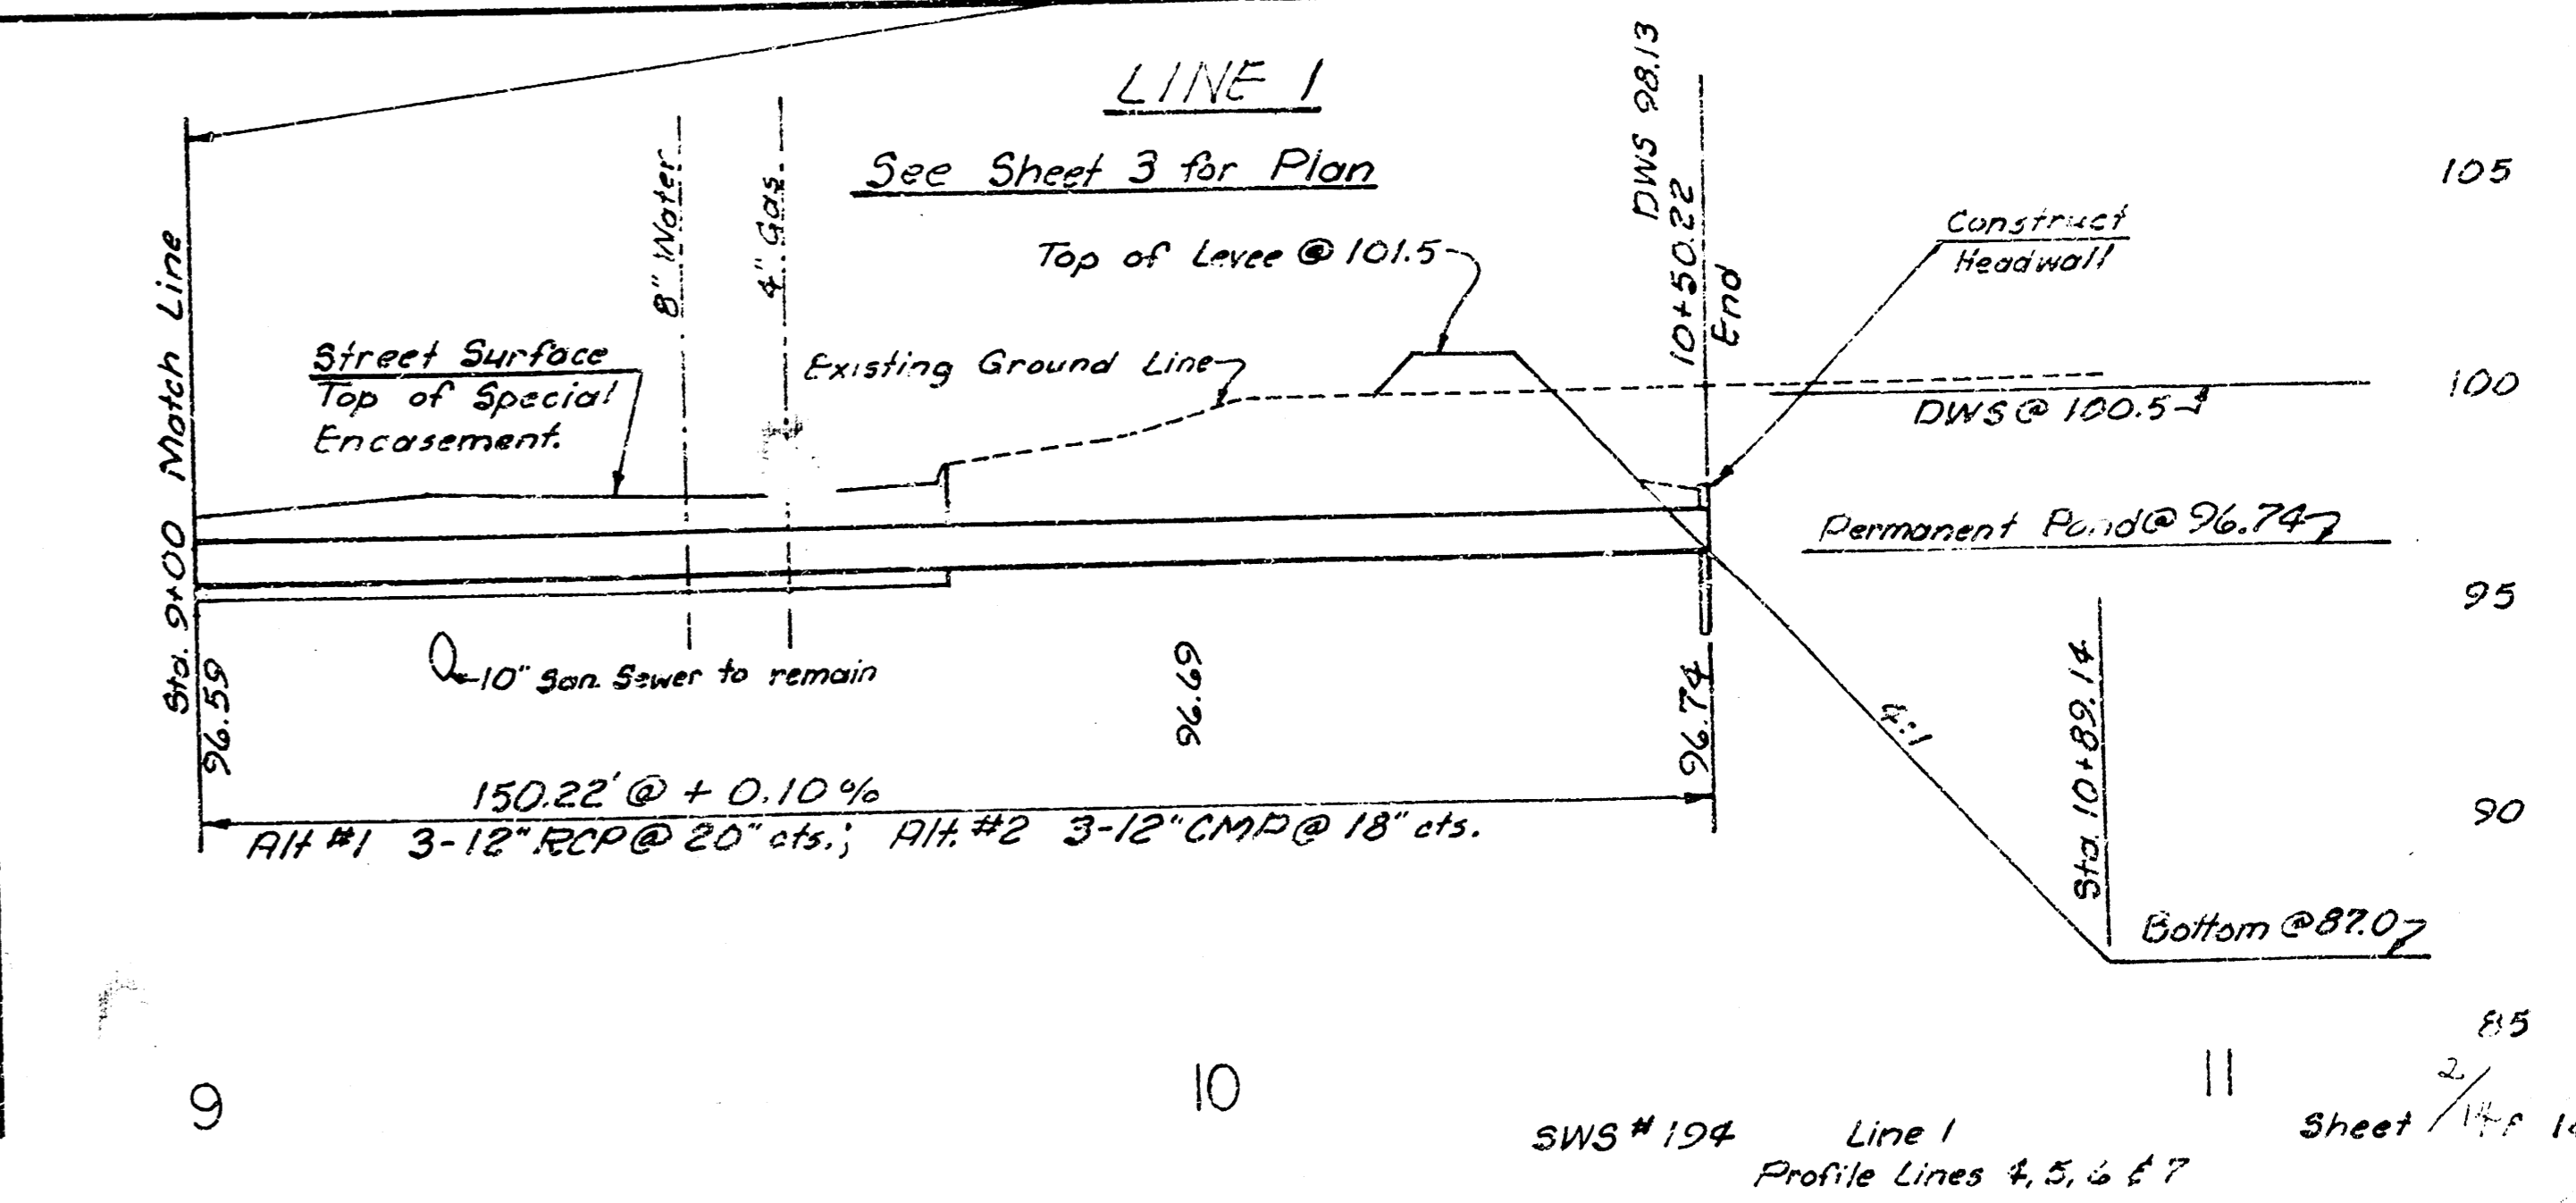 LINE 1
See Sheet 3 for Plan
DWS 98.13
10+50.22
End
105
8" Water
4" Gas
Top of Levee @ 101.5
Construct
Headwall
Sta. 9+00 Match Line
Street Surface
Top of Special
Encasement.
Existing Ground Line
100
DWS @ 100.5
Permanent Pond @ 96.74
95
10" San. Sewer to remain
96.59
96.69
96.74
4:1
Sta. 10+89.14
150.22' @ + 0.10 %
Alt #1 3-12" RCP @ 20" cts.; Alt. #2 3-12" CMP @ 18" cts.
90
Bottom @ 87.0
85
9
10
11
2
SWS # 194 Line 1 Sheet
Profile Lines 4, 5, 6 & 7